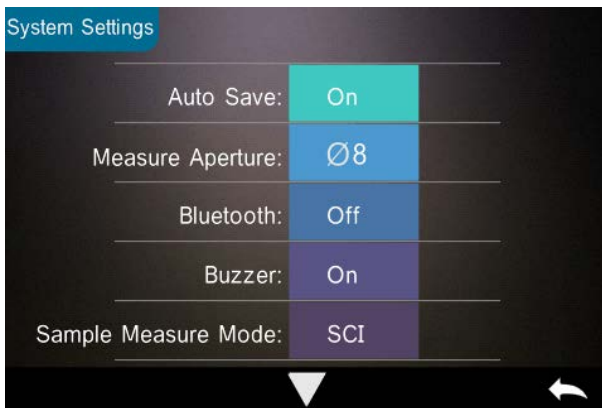 System Settings
Auto Save: On
Measure Aperture: Ø8
Bluetooth: Off
Buzzer: On
Sample Measure Mode: SCI